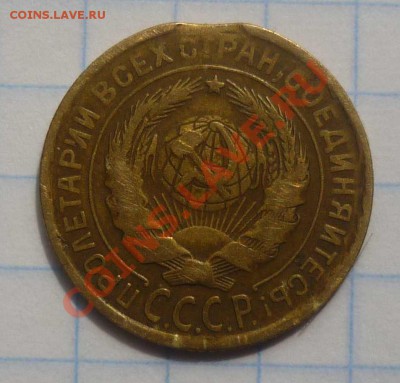 COINS.LAVE.RU
ПРОЛЕТАРИИ ВСЕХ СТРАН, СОЕДИНЯЙТЕСЬ!
С.С.С.Р.
COINS.LAVE.RU